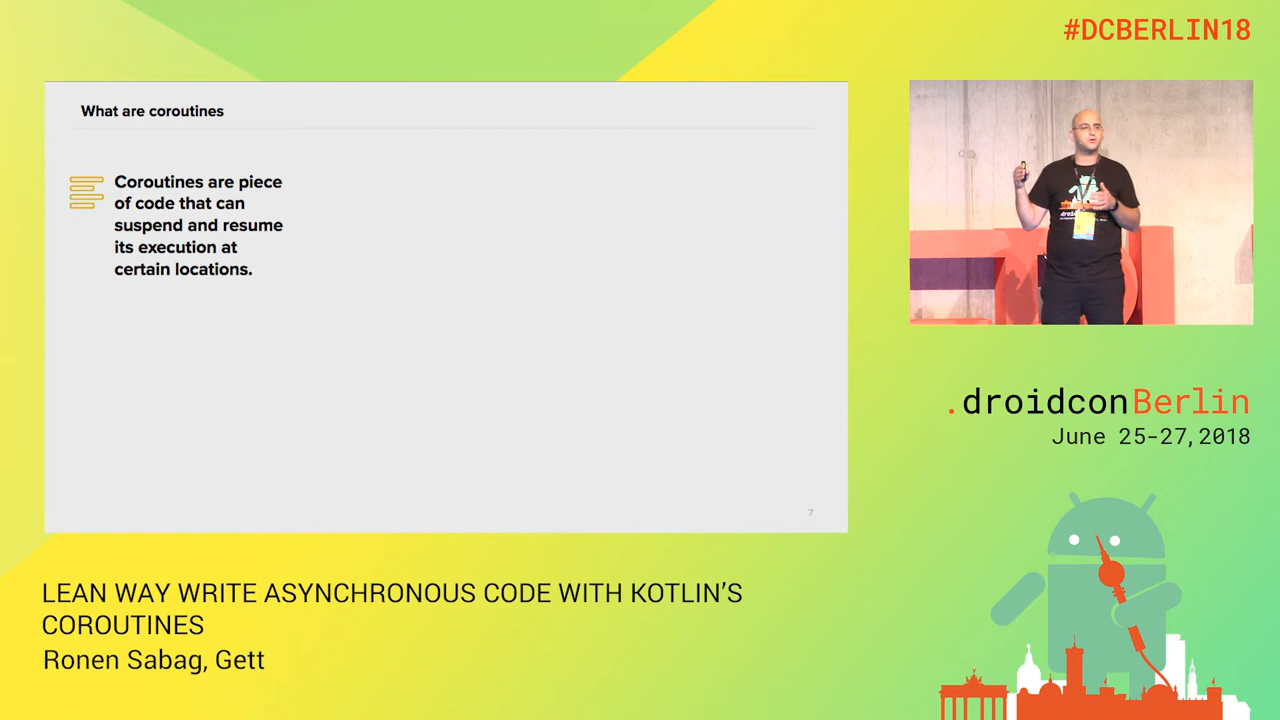 #DCBERLIN18
What are coroutines
Coroutines are piece
of code that can
suspend and resume
its execution at
certain locations.
7
.droidconBerlin
June 25-27,2018
LEAN WAY WRITE ASYNCHRONOUS CODE WITH KOTLIN’S
COROUTINES
Ronen Sabag, Gett